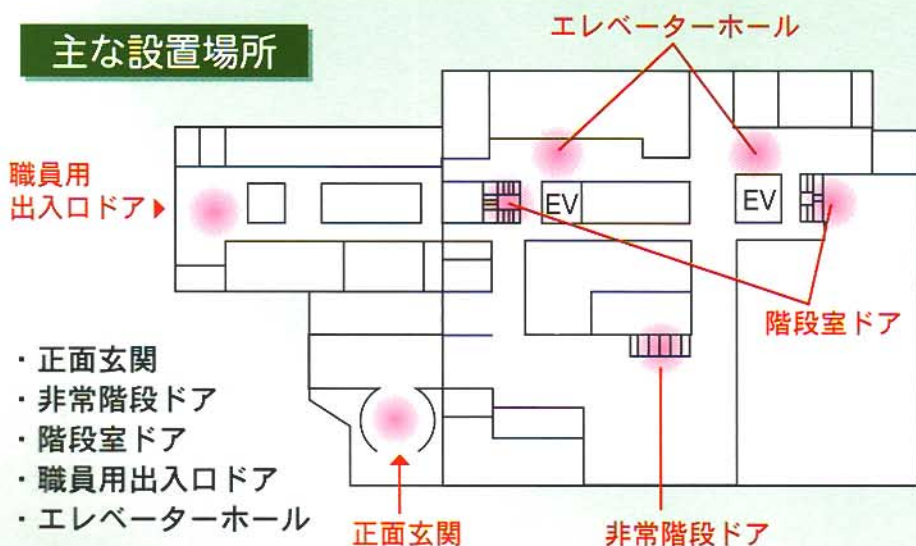 主な設置場所
エレベーターホール
職員用
出入口ドア
EV
EV
階段室ドア
・正面玄関
・非常階段ドア
・階段室ドア
・職員用出入口ドア
・エレベーターホール
正面玄関
非常階段ドア